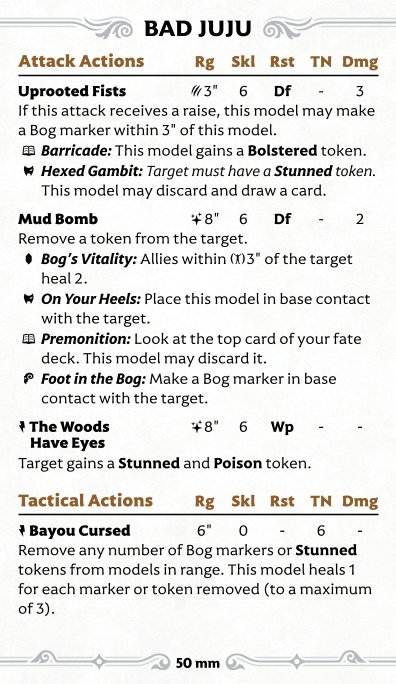 BAD JUJU
Attack Actions Rg Skl Rst TN Dmg
Uprooted Fists 3" 6 Df - 3
If this attack receives a raise, this model may make
a Bog marker within 3" of this model.
Barricade: This model gains a Bolstered token.
Hexed Gambit: Target must have a Stunned token.
This model may discard and draw a card.
Mud Bomb 8" 6 Df - 2
Remove a token from the target.
Bog's Vitality: Allies within 3" of the target
heal 2.
On Your Heels: Place this model in base contact
with the target.
Premonition: Look at the top card of your fate
deck. This model may discard it.
Foot in the Bog: Make a Bog marker in base
contact with the target.
The Woods 8" 6 Wp - -
Have Eyes
Target gains a Stunned and Poison token.
Tactical Actions Rg Skl Rst TN Dmg
Bayou Cursed 6" 0 - 6 -
Remove any number of Bog markers or Stunned
tokens from models in range. This model heals 1
for each marker or token removed (to a maximum
of 3).
50 mm